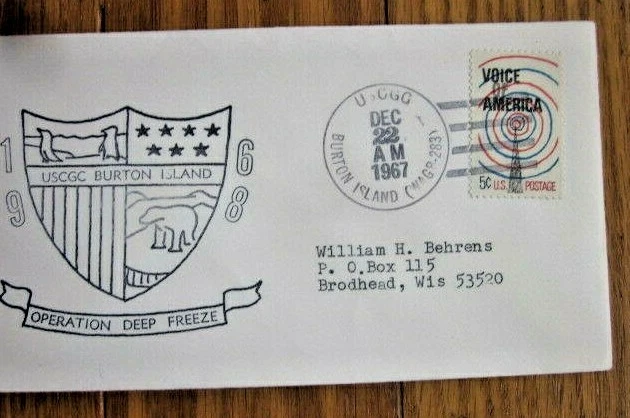 1 9 6 8
USCGC BURTON ISLAND
OPERATION DEEP FREEZE
USCGC
DEC
22
AM
1967
BURTON ISLAND (WAGB-283)
VOICE
OF
AMERICA
5c U.S. POSTAGE
William H. Behrens
P. O.Box 115
Brodhead, Wis 53520